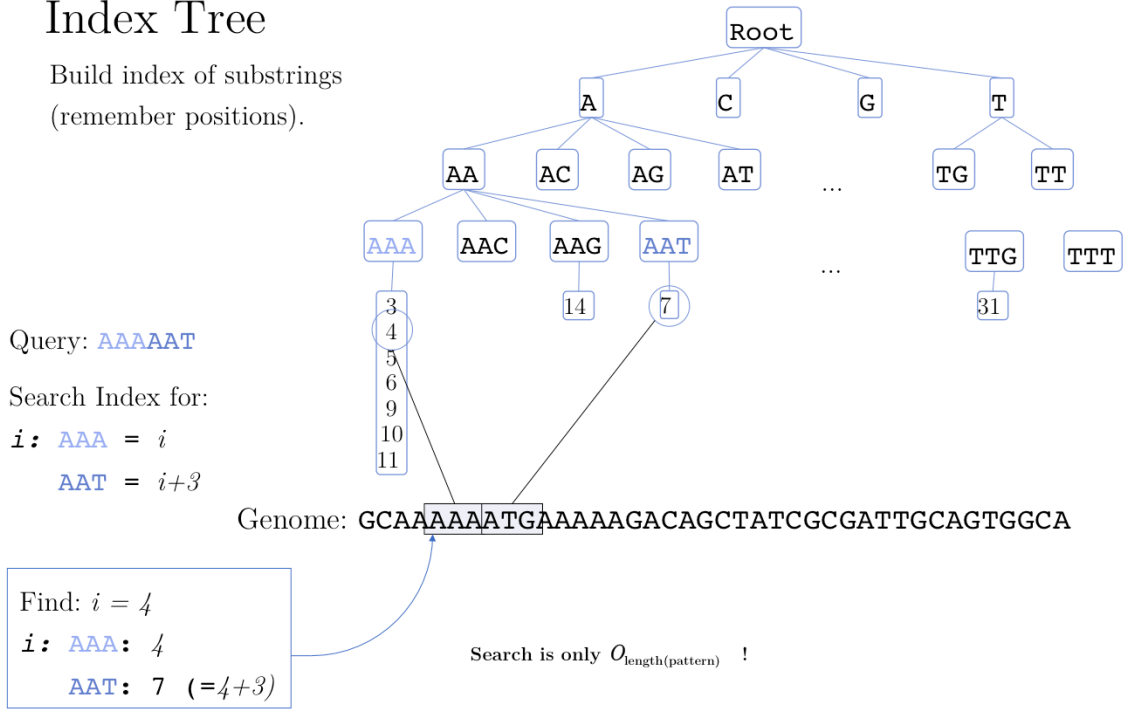 Index Tree
Build index of substrings
(remember positions).
Root
A C G T
AA AC AG AT ... TG TT
AAA AAC AAG AAT ... TTG TTT
3 14 7 31
4
5
6
9
10
11
Query: AAAAAT
Search Index for:
i: AAA = i
AAT = i+3
Genome: GCAAAAAATGAAAAAGACAGCTATCGCGATTGCAGTGGCA
Find: i = 4
i: AAA: 4
AAT: 7 (=4+3)
Search is only O length(pattern) !